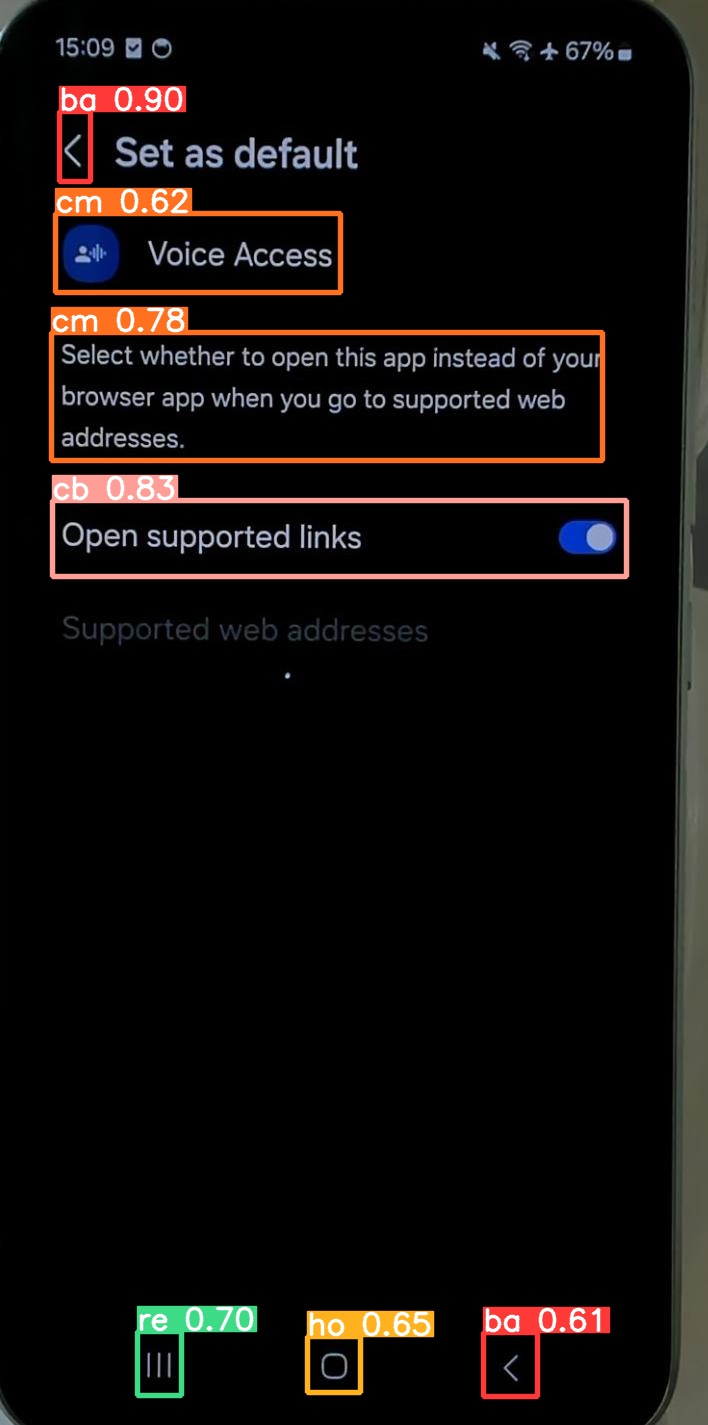 15:09 67%
ba 0.90
Set as default
cm 0.62
Voice Access
cm 0.78
Select whether to open this app instead of your
browser app when you go to supported web
addresses.
cb 0.83
Open supported links
Supported web addresses
re 0.70 ho 0.65 ba 0.61